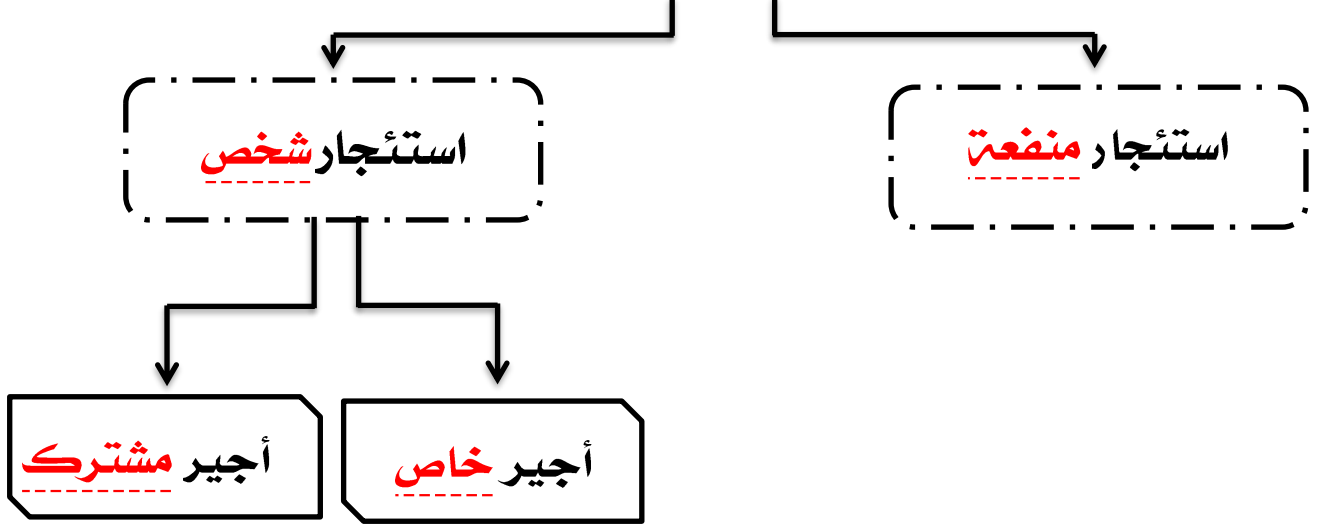 استئجار منفعة
استئجار شخص
أجير خاص
أجير مشترك